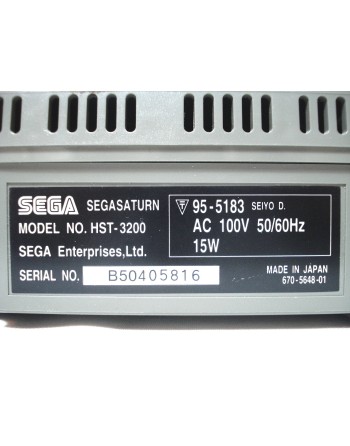 SEGA SEGASATURN
MODEL NO. HST-3200
SEGA Enterprises,Ltd.
SERIAL NO. B50405816
95-5183 SEIYO D.
AC 100V 50/60Hz
15W
MADE IN JAPAN
670-5648-01